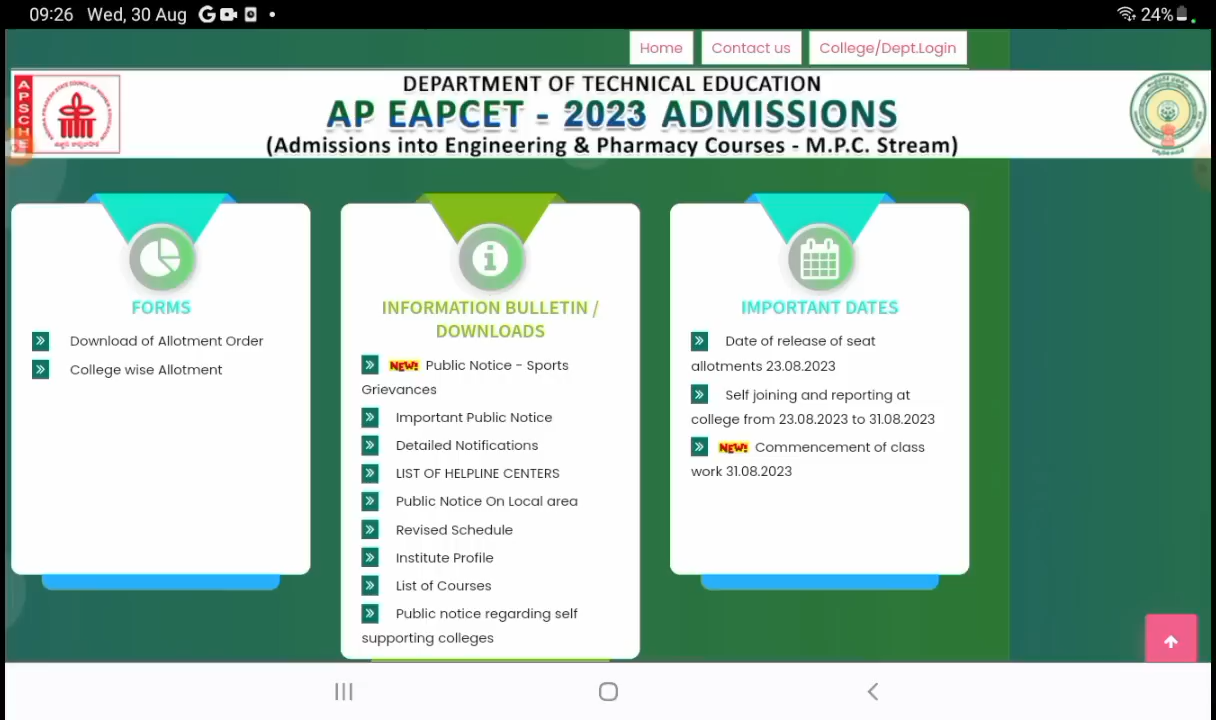 09:26 Wed, 30 Aug
24%
Home
Contact us
College/Dept.Login
APSCHE
DEPARTMENT OF TECHNICAL EDUCATION
AP EAPCET - 2023 ADMISSIONS
(Admissions into Engineering & Pharmacy Courses - M.P.C. Stream)
FORMS
Download of Allotment Order
College wise Allotment
INFORMATION BULLETIN /
DOWNLOADS
NEW! Public Notice - Sports
Grievances
Important Public Notice
Detailed Notifications
LIST OF HELPLINE CENTERS
Public Notice On Local area
Revised Schedule
Institute Profile
List of Courses
Public notice regarding self
supporting colleges
IMPORTANT DATES
Date of release of seat
allotments 23.08.2023
Self joining and reporting at
college from 23.08.2023 to 31.08.2023
NEW! Commencement of class
work 31.08.2023